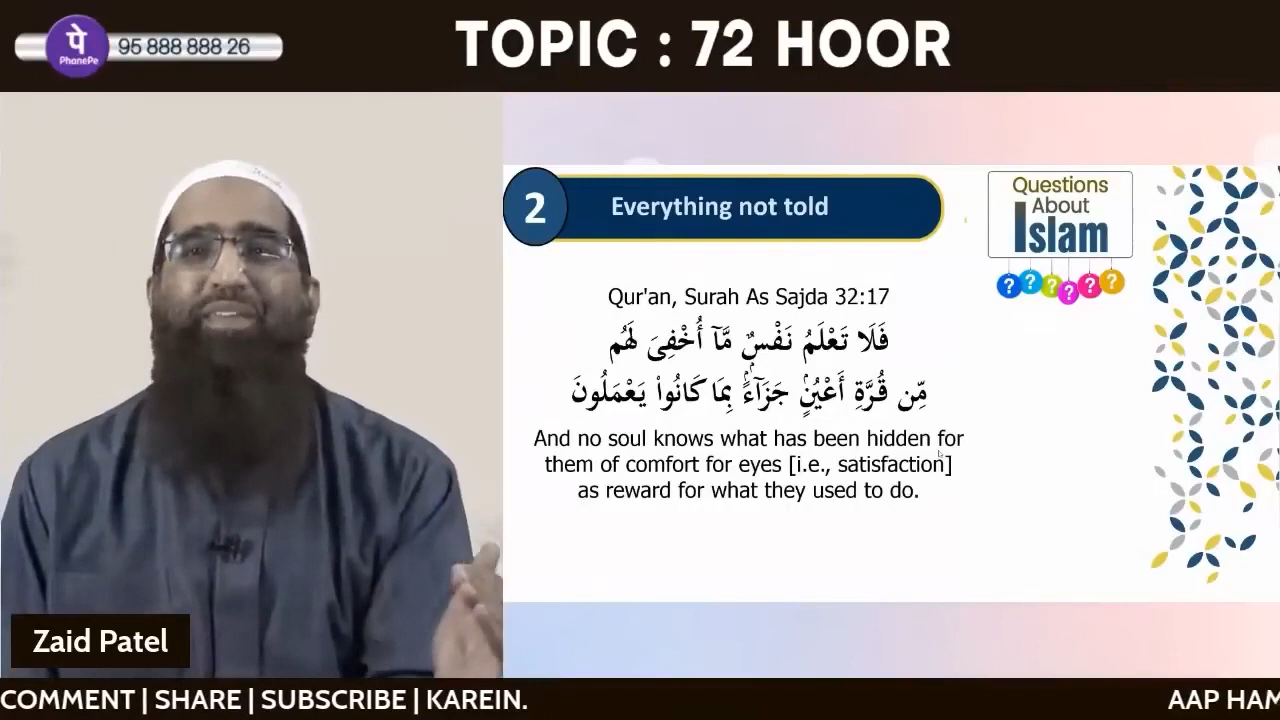 पे
PhonePe
95 888 888 26
TOPIC : 72 HOOR
2
Everything not told
Questions
About
Islam
? ? ? ? ? ?
Qur'an, Surah As Sajda 32:17
فَلَا تَعْلَمُ نَفْسٌ مَّآ أُخْفِىَ لَهُم
مِّن قُرَّةِ أَعْيُنٍ جَزَآءًۢ بِمَا كَانُوا۟ يَعْمَلُونَ
And no soul knows what has been hidden for
them of comfort for eyes [i.e., satisfaction]
as reward for what they used to do.
Zaid Patel
COMMENT | SHARE | SUBSCRIBE | KAREIN.
AAP HAM